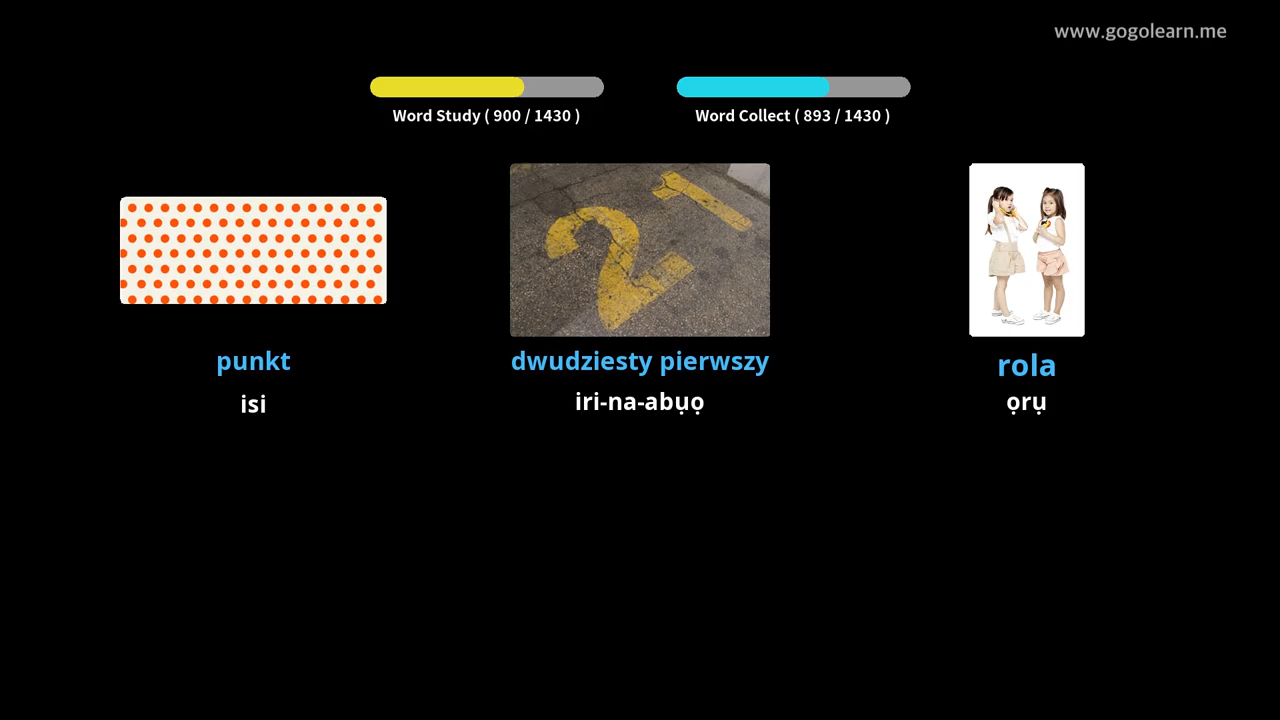 www.gogolearn.me
Word Study ( 900 / 1430 )
Word Collect ( 893 / 1430 )
21
punkt
dwudziesty pierwszy
rola
isi
iri-na-abụọ
ọrụ